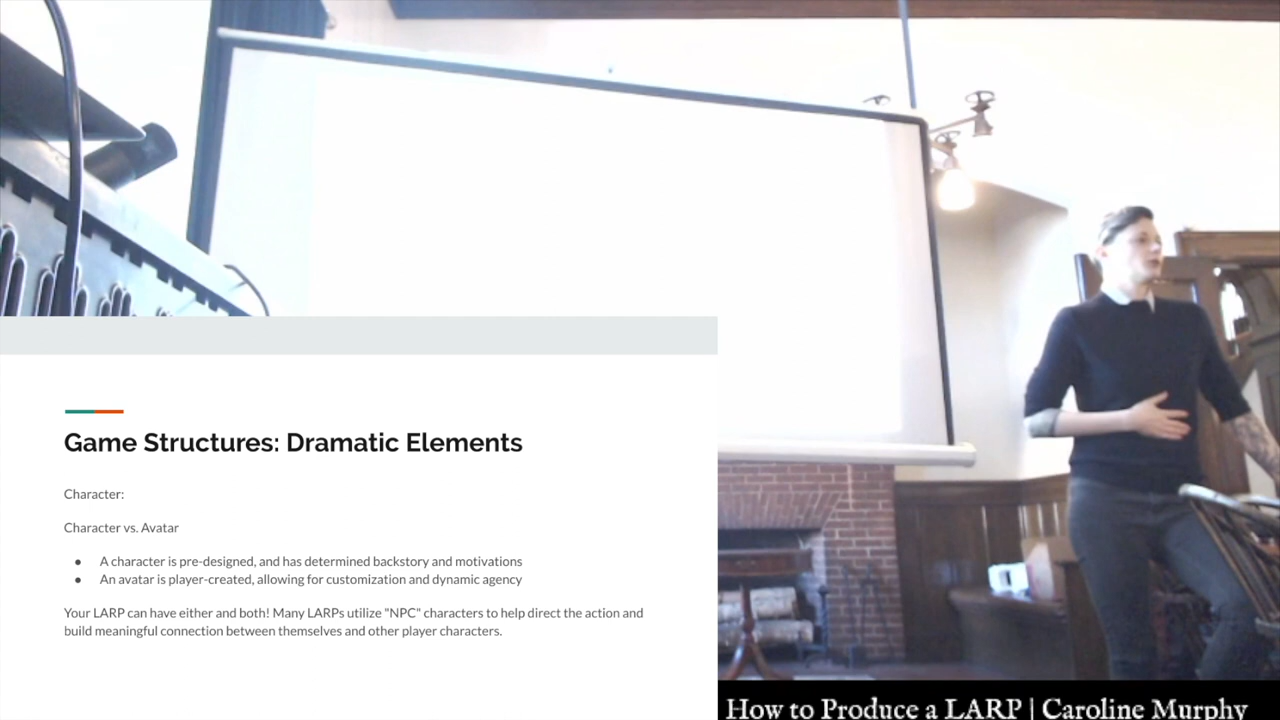 Game Structures: Dramatic Elements
Character:
Character vs. Avatar
● A character is pre-designed, and has determined backstory and motivations
● An avatar is player-created, allowing for customization and dynamic agency
Your LARP can have either and both! Many LARPs utilize "NPC" characters to help direct the action and
build meaningful connection between themselves and other player characters.
How to Produce a LARP | Caroline Murphy